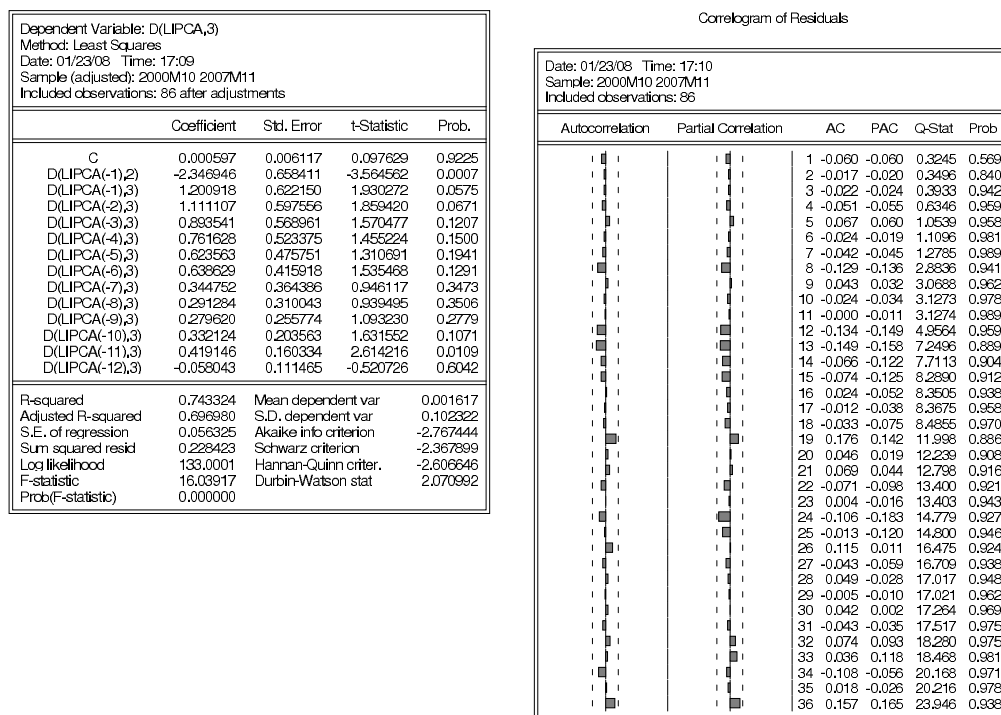 Dependent Variable: D(LIPCA,3)
Method: Least Squares
Date: 01/23/08 Time: 17:09
Sample (adjusted): 2000M10 2007M11
Included observations: 86 after adjustments
Coefficient Std. Error t-Statistic Prob.
C 0.000597 0.006117 0.097629 0.9225
D(LIPCA(-1),2) -2.346946 0.658411 -3.564562 0.0007
D(LIPCA(-1),3) 1.200918 0.622150 1.930272 0.0575
D(LIPCA(-2),3) 1.111107 0.597556 1.859420 0.0671
D(LIPCA(-3),3) 0.893541 0.568961 1.570477 0.1207
D(LIPCA(-4),3) 0.761628 0.523375 1.455224 0.1500
D(LIPCA(-5),3) 0.623563 0.475751 1.310691 0.1941
D(LIPCA(-6),3) 0.638629 0.415918 1.535468 0.1291
D(LIPCA(-7),3) 0.344752 0.364386 0.946117 0.3473
D(LIPCA(-8),3) 0.291284 0.310043 0.939495 0.3506
D(LIPCA(-9),3) 0.279620 0.255774 1.093230 0.2779
D(LIPCA(-10),3) 0.332124 0.203563 1.631552 0.1071
D(LIPCA(-11),3) 0.419146 0.160334 2.614216 0.0109
D(LIPCA(-12),3) -0.058043 0.111465 -0.520726 0.6042
R-squared 0.743324 Mean dependent var 0.001617
Adjusted R-squared 0.696980 S.D. dependent var 0.102322
S.E. of regression 0.056325 Akaike info criterion -2.767444
Sum squared resid 0.228423 Schwarz criterion -2.367899
Log likelihood 133.0001 Hannan-Quinn criter. -2.606646
F-statistic 16.03917 Durbin-Watson stat 2.070992
Prob(F-statistic) 0.000000
Correlogram of Residuals
Date: 01/23/08 Time: 17:10
Sample: 2000M10 2007M11
Included observations: 86
Autocorrelation Partial Correlation AC PAC Q-Stat Prob
1 -0.060 -0.060 0.3245 0.569
2 -0.017 -0.020 0.3496 0.840
3 -0.022 -0.024 0.3933 0.942
4 -0.051 -0.055 0.6346 0.959
5 0.067 0.060 1.0539 0.958
6 -0.024 -0.019 1.1096 0.981
7 -0.042 -0.045 1.2785 0.989
8 -0.129 -0.136 2.8836 0.941
9 0.043 0.032 3.0688 0.962
10 -0.024 -0.034 3.1273 0.978
11 -0.000 -0.011 3.1274 0.989
12 -0.134 -0.149 4.9564 0.959
13 -0.149 -0.158 7.2496 0.889
14 -0.066 -0.122 7.7113 0.904
15 -0.074 -0.125 8.2890 0.912
16 0.024 -0.052 8.3505 0.938
17 -0.012 -0.038 8.3675 0.958
18 -0.033 -0.075 8.4855 0.970
19 0.176 0.142 11.998 0.886
20 0.046 0.019 12.239 0.908
21 0.069 0.044 12.798 0.916
22 -0.071 -0.098 13.400 0.921
23 0.004 -0.016 13.403 0.943
24 -0.106 -0.183 14.779 0.927
25 -0.013 -0.120 14.800 0.946
26 0.115 0.011 16.475 0.924
27 -0.043 -0.059 16.709 0.938
28 0.049 -0.028 17.017 0.948
29 -0.005 -0.010 17.021 0.962
30 0.042 0.002 17.264 0.969
31 -0.043 -0.035 17.517 0.975
32 0.074 0.093 18.280 0.975
33 0.036 0.118 18.468 0.981
34 -0.108 -0.056 20.168 0.971
35 0.018 -0.026 20.216 0.978
36 0.157 0.165 23.946 0.938